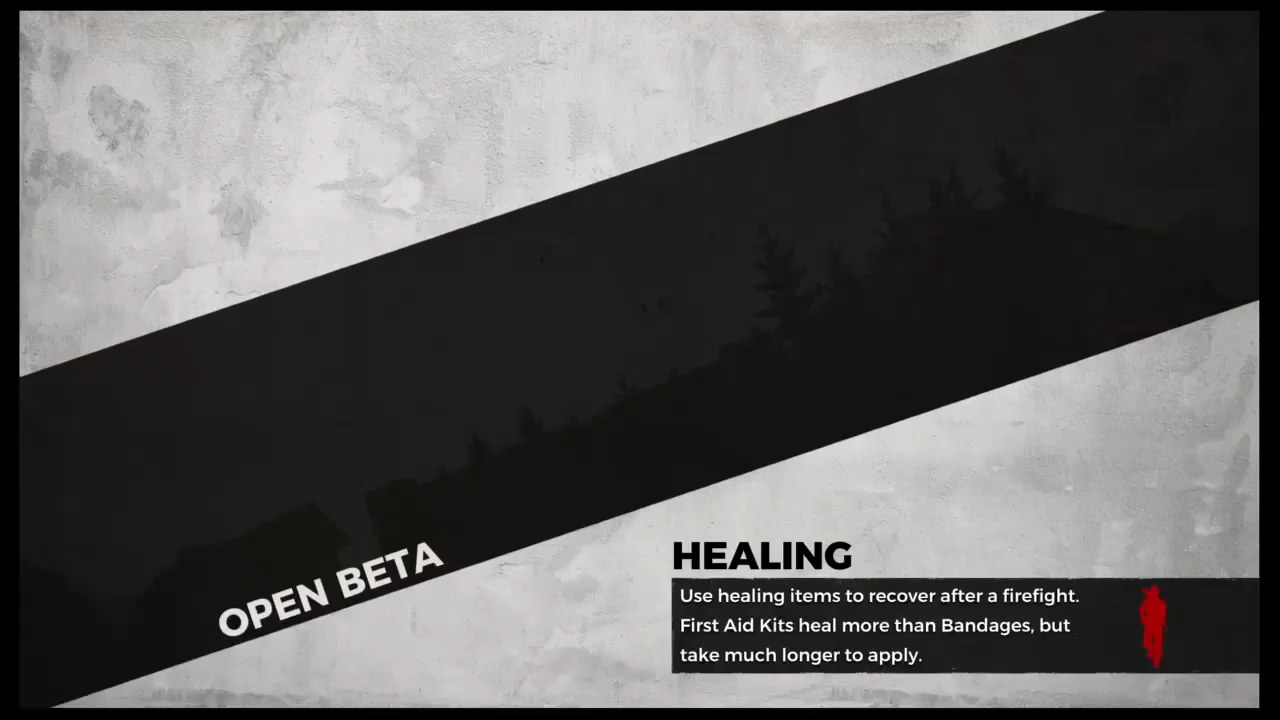 OPEN BETA
HEALING
Use healing items to recover after a firefight.
First Aid Kits heal more than Bandages, but
take much longer to apply.